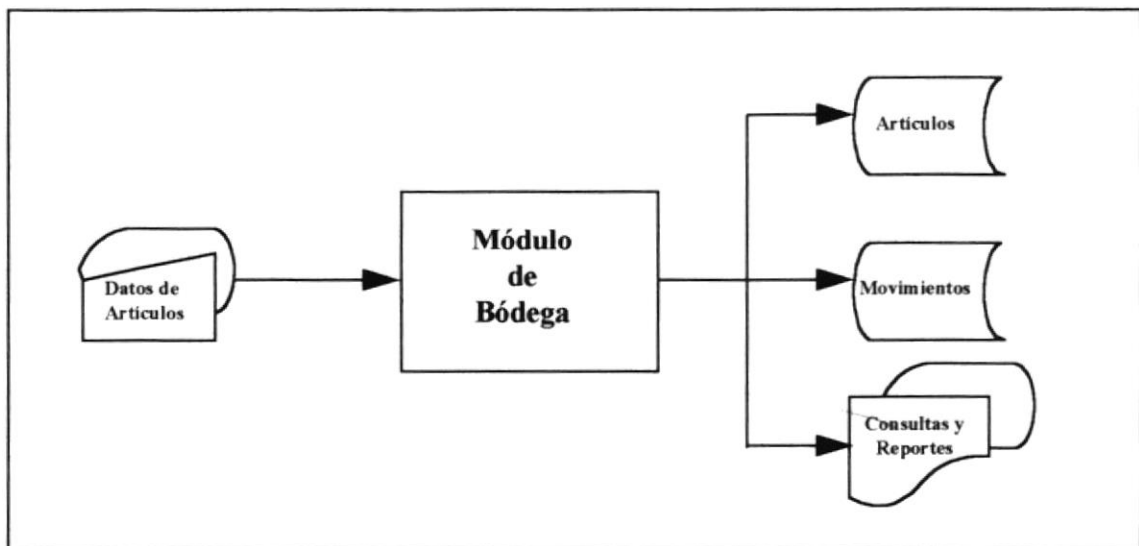 Datos de
Artículos
Módulo
de
Bódega
Artículos
Movimientos
Consultas y
Reportes